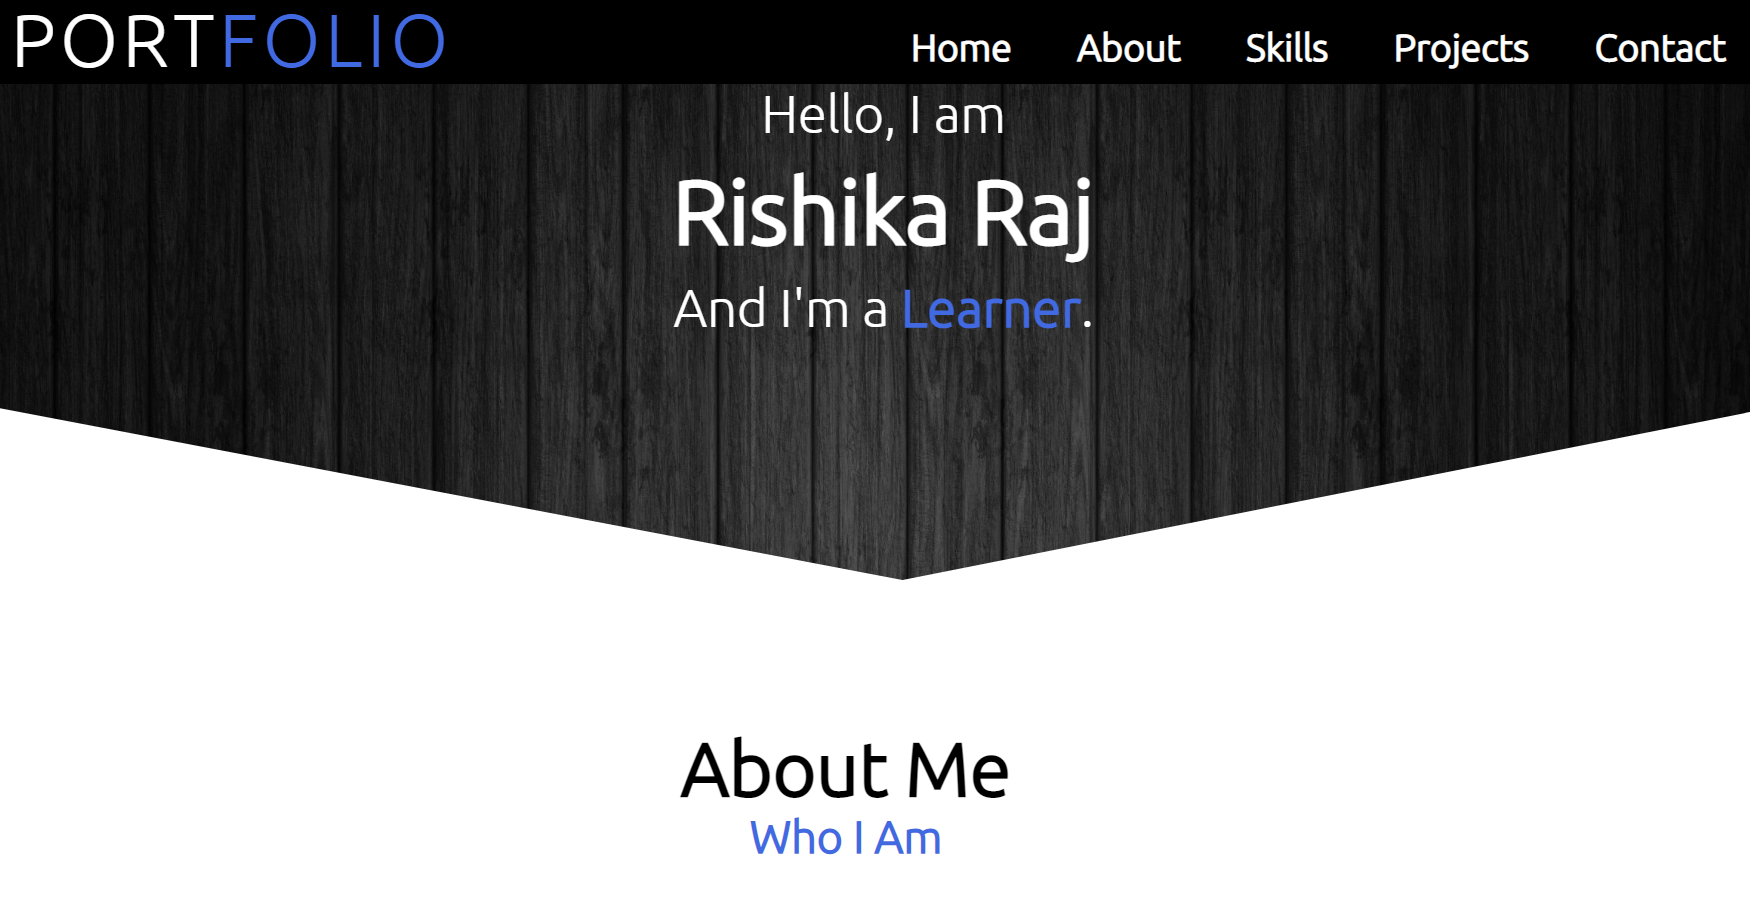 PORTFOLIO Home About Skills Projects Contact
Hello, I am
Rishika Raj
And I'm a Learner.
About Me
Who I Am